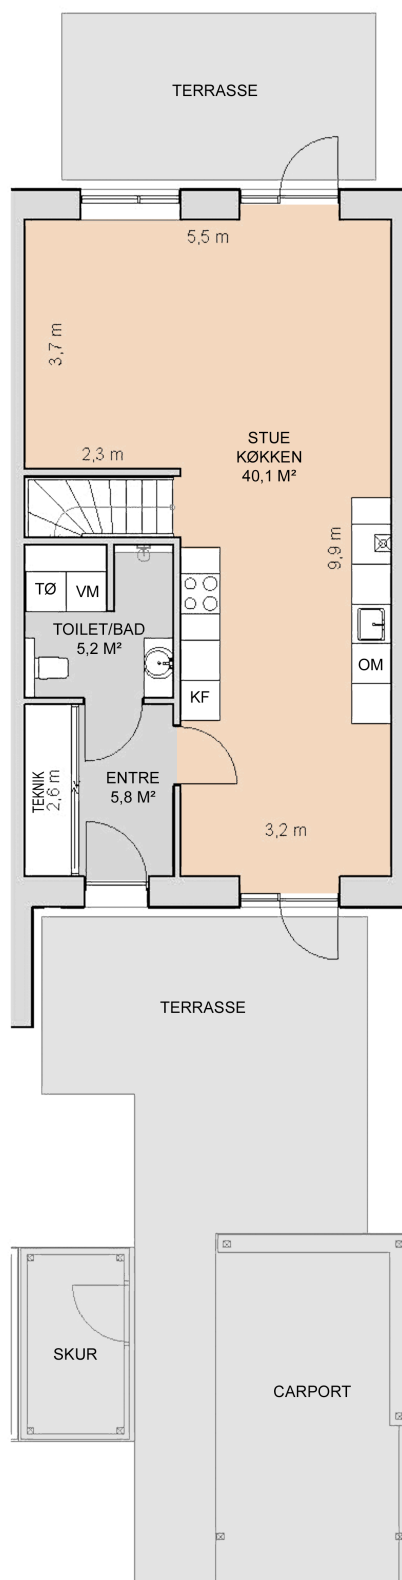 TERRASSE
5,5 m
3,7 m
2,3 m
STUE
KØKKEN
40,1 M²
9,9 m
TØ
VM
TOILET/BAD
5,2 M²
OM
KF
TEKNIK
2,6 m
ENTRE
5,8 M²
3,2 m
TERRASSE
SKUR
CARPORT